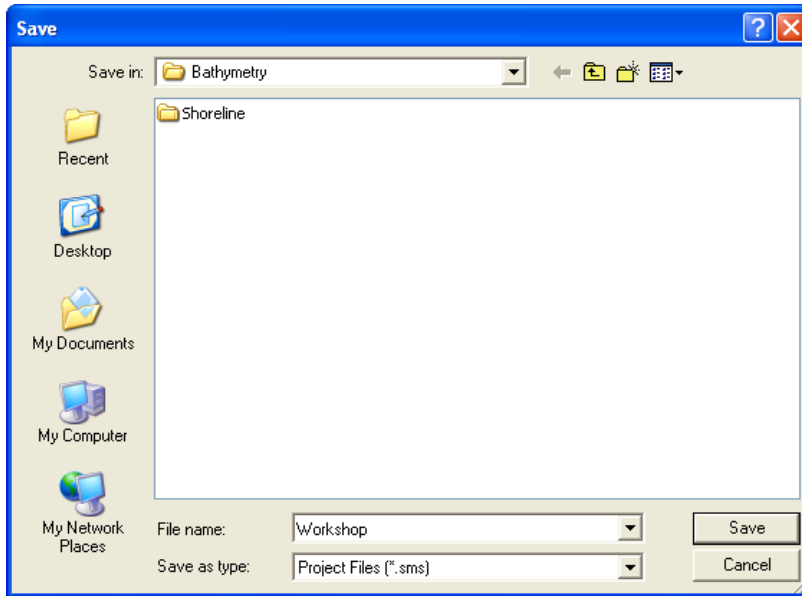 Save
Save in: Bathymetry
Shoreline
Recent
Desktop
My Documents
My Computer
My Network
Places
File name: Workshop Save
Save as type: Project Files (*.sms) Cancel